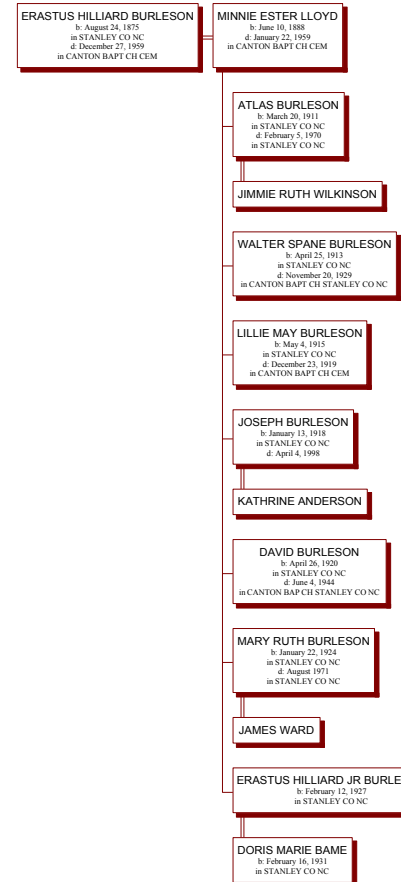 ERASTUS HILLIARD BURLESON
b: August 24, 1875
in STANLEY CO NC
d: December 27, 1959
in CANTON BAPT CH CEM
MINNIE ESTER LLOYD
b: June 10, 1888
d: January 22, 1959
in CANTON BAPT CH CEM
ATLAS BURLESON
b: March 20, 1911
in STANLEY CO NC
d: February 5, 1970
in STANLEY CO NC
JIMMIE RUTH WILKINSON
WALTER SPANE BURLESON
b: April 25, 1913
in STANLEY CO NC
d: November 20, 1929
in CANTON BAPT CH STANLEY CO NC
LILLIE MAY BURLESON
b: May 4, 1915
in STANLEY CO NC
d: December 23, 1919
in CANTON BAPT CH CEM
JOSEPH BURLESON
b: January 13, 1918
in STANLEY CO NC
d: April 4, 1998
KATHRINE ANDERSON
DAVID BURLESON
b: April 26, 1920
in STANLEY CO NC
d: June 4, 1944
in CANTON BAP CH STANLEY CO NC
MARY RUTH BURLESON
b: January 22, 1924
in STANLEY CO NC
d: August 1971
in STANLEY CO NC
JAMES WARD
ERASTUS HILLIARD JR BURLE
b: February 12, 1927
in STANLEY CO NC
DORIS MARIE BAME
b: February 16, 1931
in STANLEY CO NC